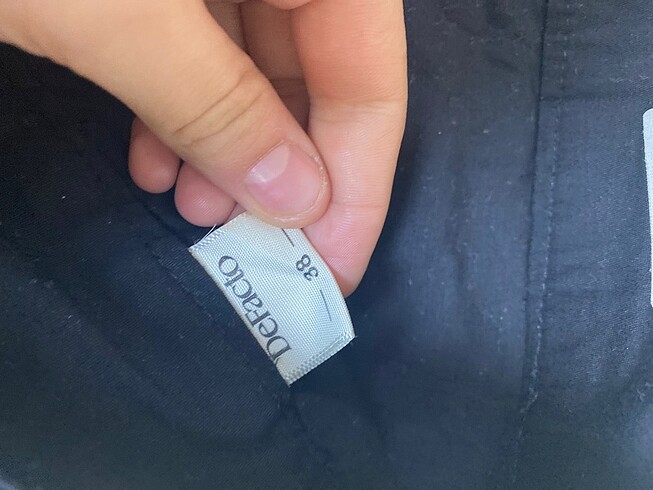 DeFacto
— 38 —